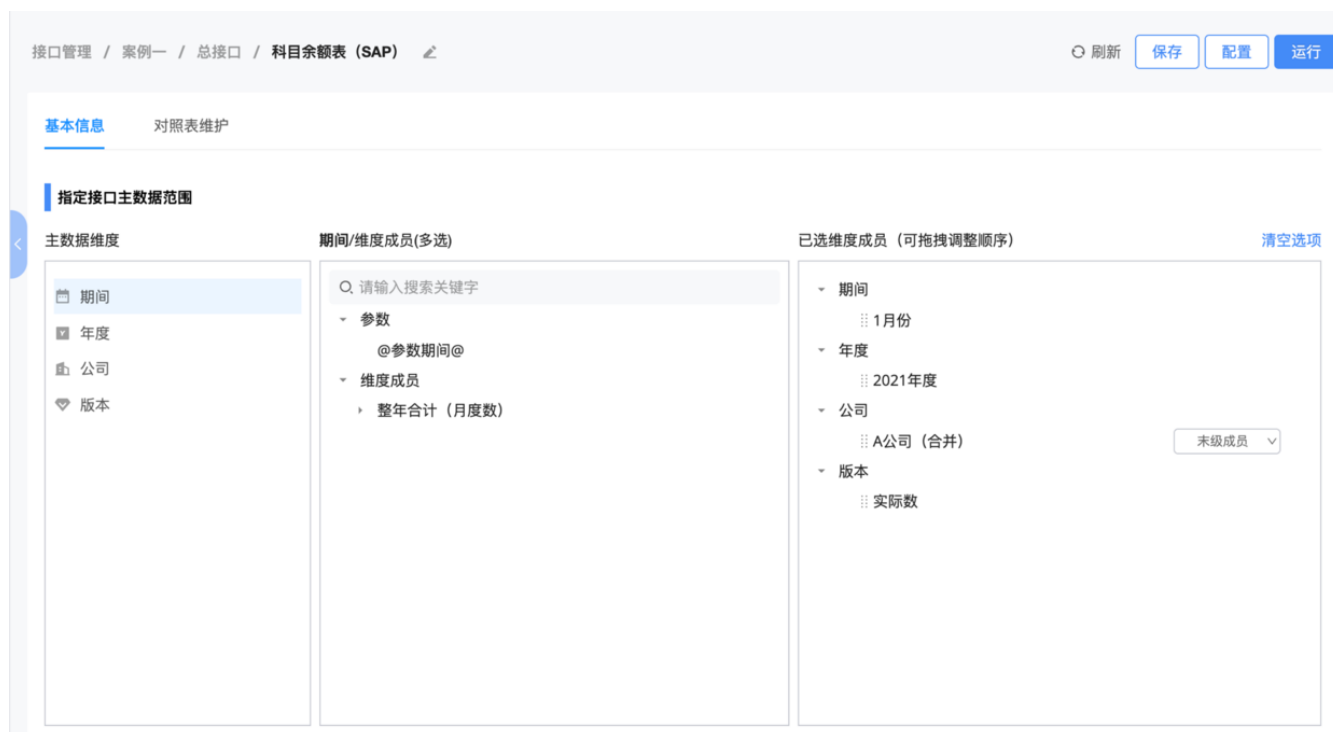 接口管理 / 案例一 / 总接口 / 科目余额表（SAP） 刷新 保存 配置 运行
基本信息 对照表维护
指定接口主数据范围
主数据维度 期间/维度成员(多选) 已选维度成员（可拖拽调整顺序） 清空选项
期间
年度
公司
版本
请输入搜索关键字
参数
@参数期间@
维度成员
整年合计（月度数）
期间
1月份
年度
2021年度
公司
A公司（合并） 末级成员
版本
实际数